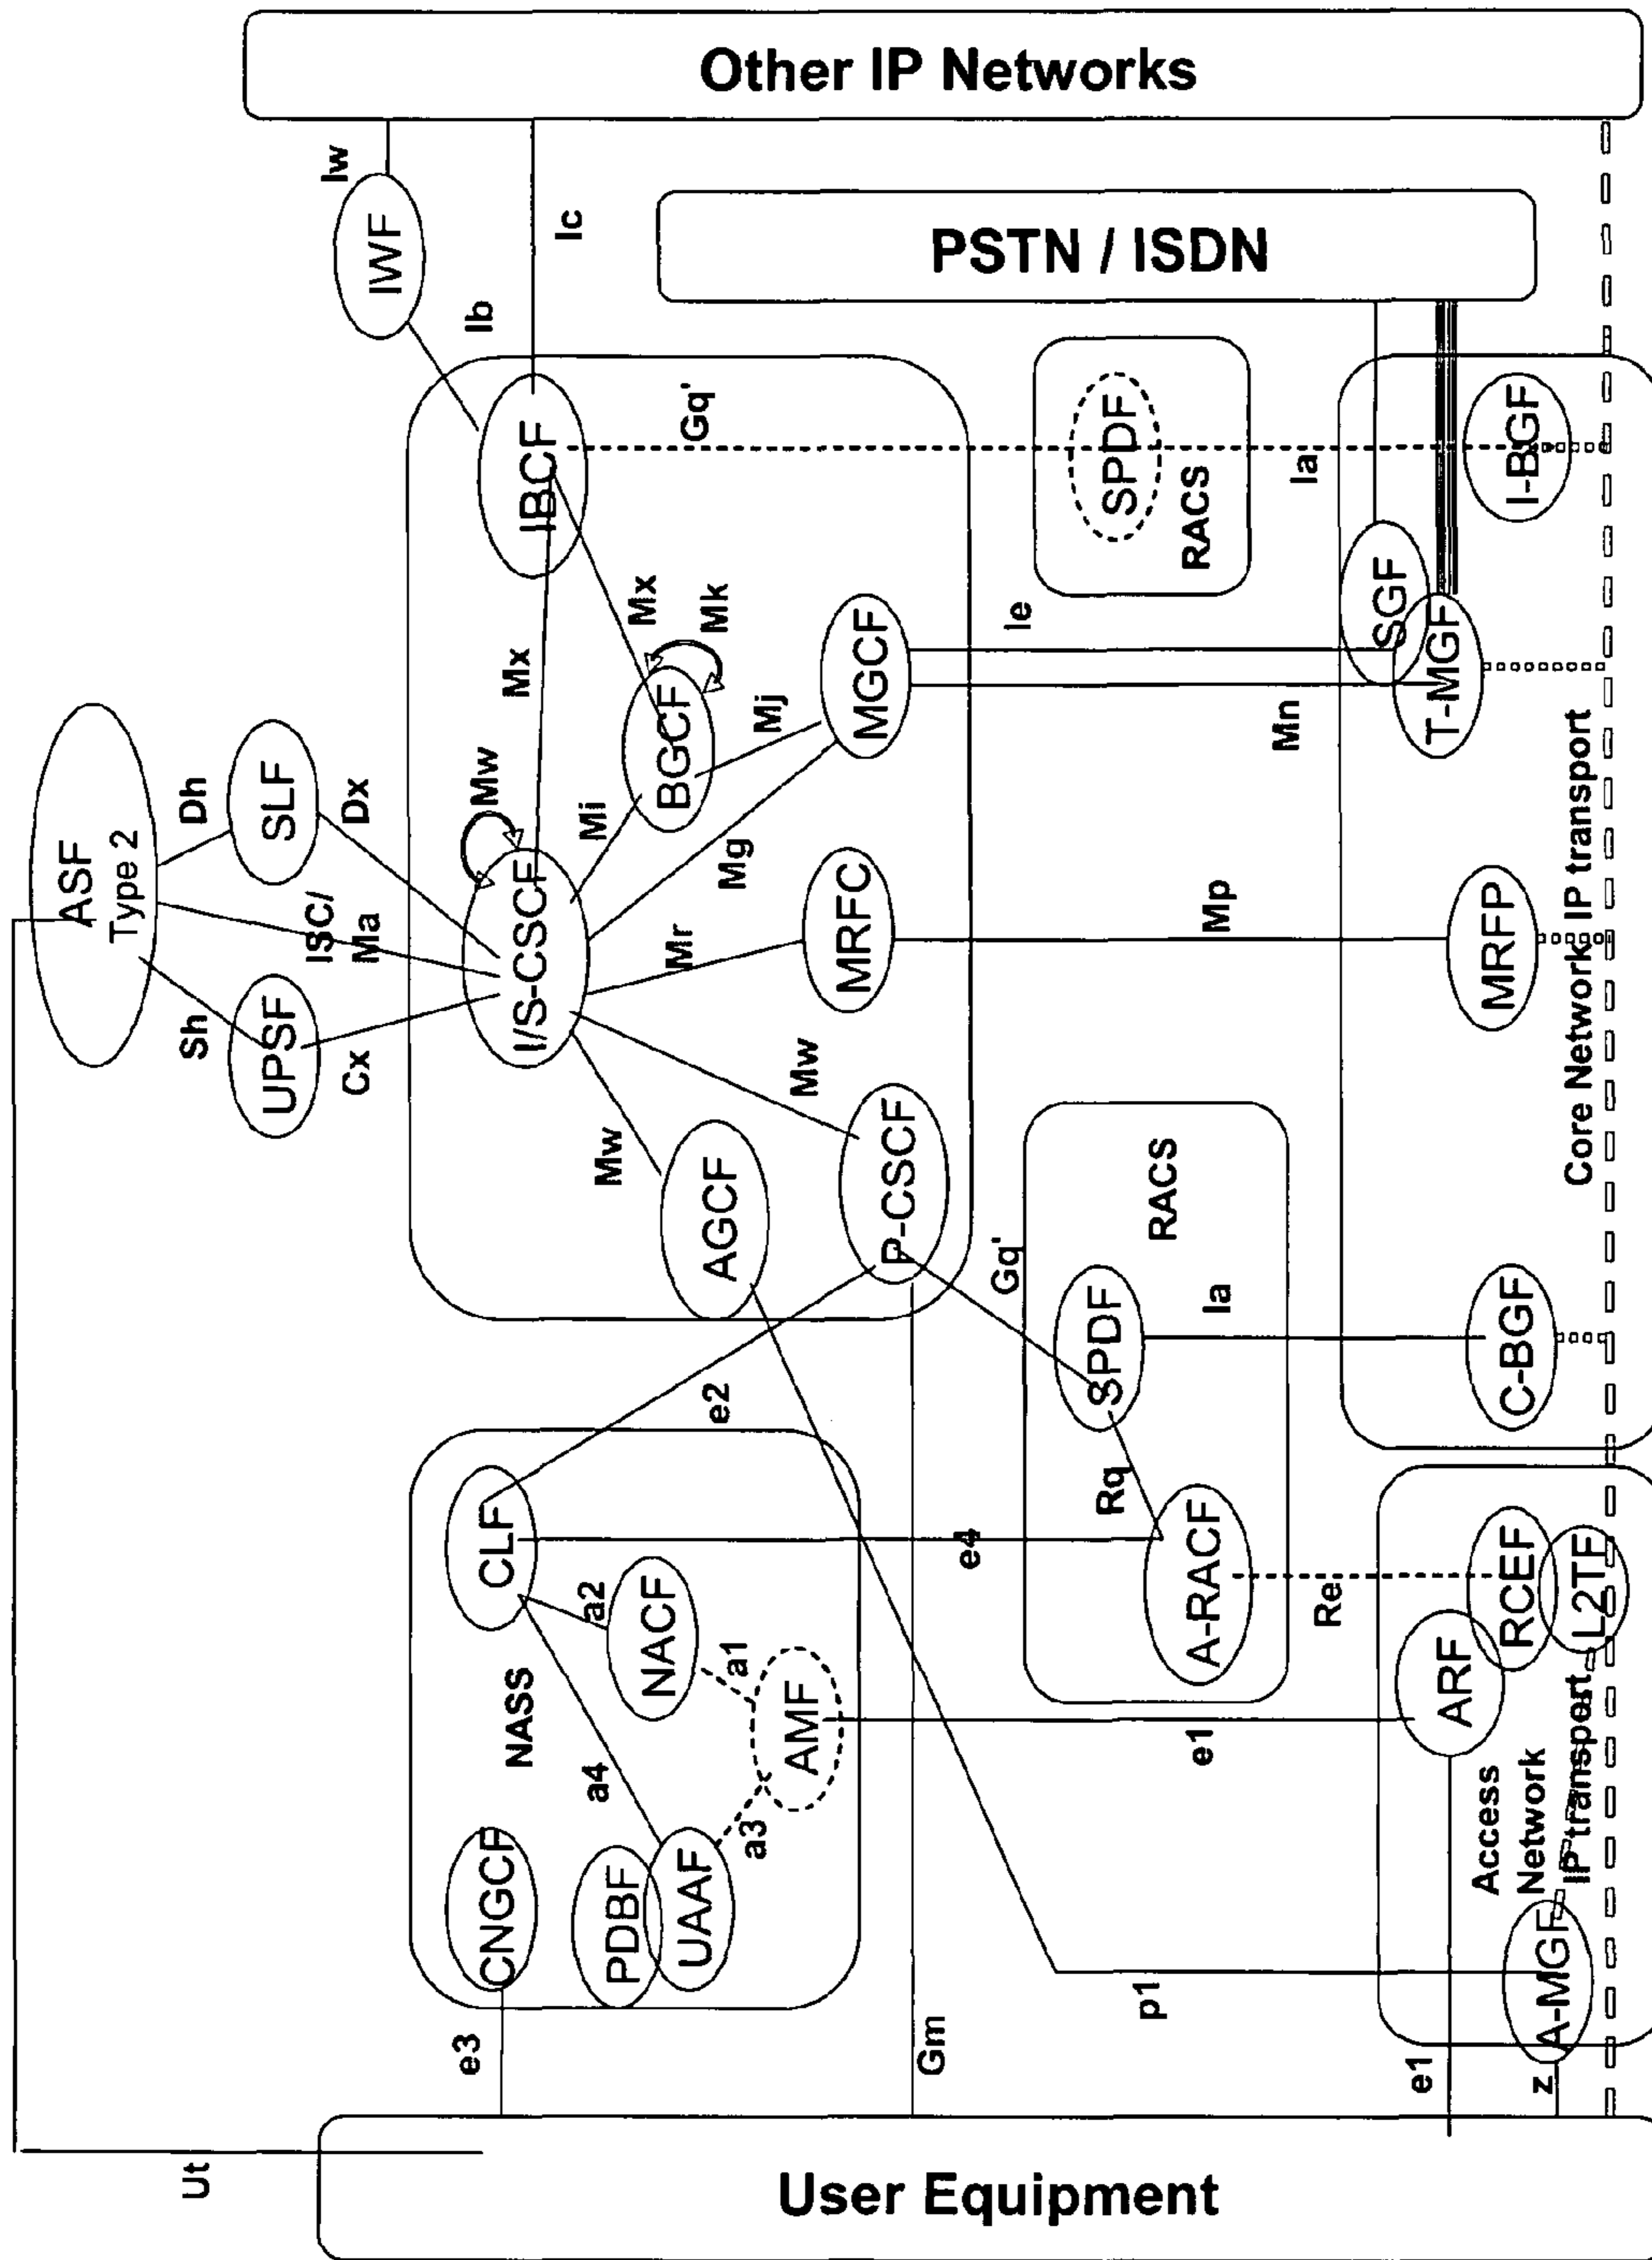 Ut
ASF
Type 2
Sh
Dh
UPSF
SLF
Cx
ISC/
Ma
Dx
Iw
IWF
Other IP Networks
e3
CNGCF
PDBF
UAAF
NASS
a4
a3
CLF
a2
NACF
a1
AMF
e2
Mw
I/S-CSCF
Mw
Mw
AGCF
P-CSCF
Mr
MRFC
Mg
Mi
Mx
BGCF
Mx
Mk
Mj
MGCF
IBCF
Ib
Ic
Gq'
Gm
e4
Gq'
Rq
SPDF
A-RACF
RACS
Ia
Ie
SPDF
RACS
PSTN / ISDN
p1
e1
Re
Mp
Mn
Ia
e1
z
Access
Network
IP transport
ARF
RCEF
L2TF
A-MGF
C-BGF
MRFP
SGF
T-MGF
I-BGF
Core Network IP transport
User Equipment